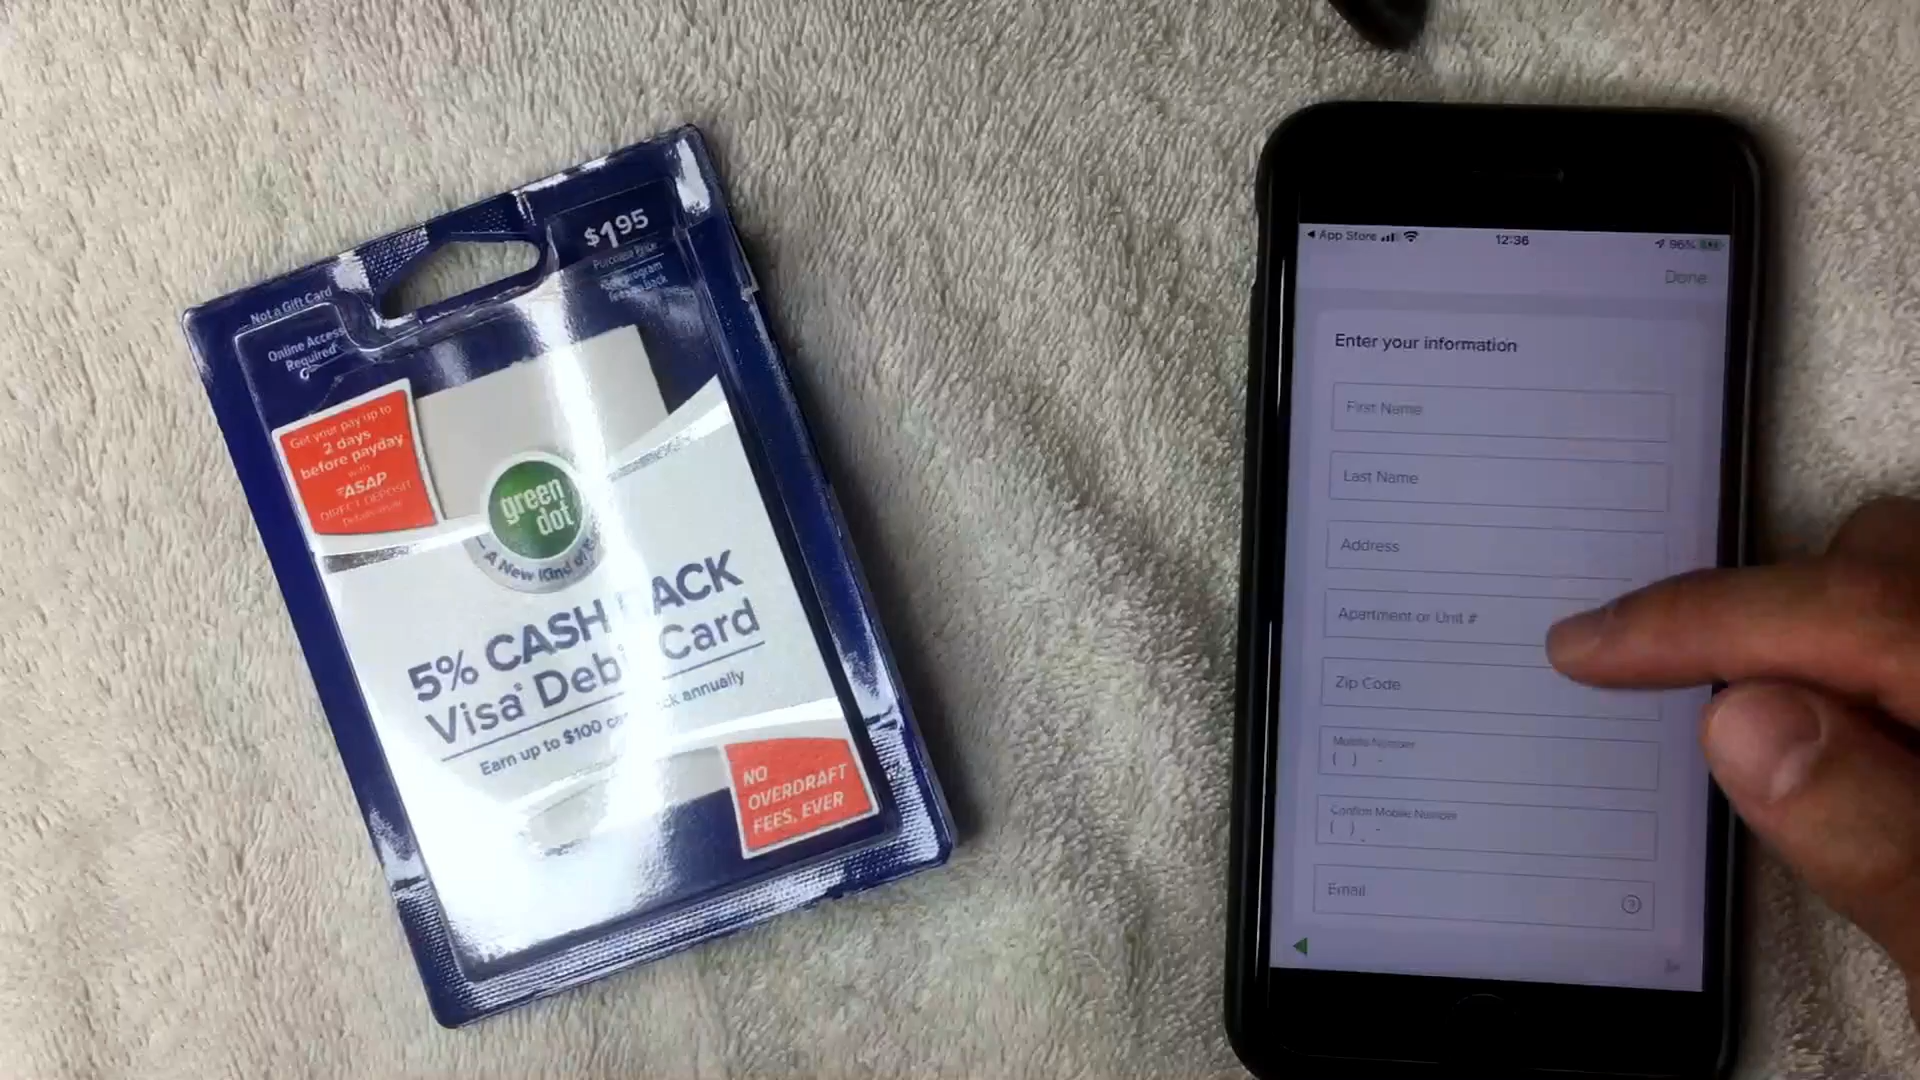 $1.95
Purchase Price
Not a Gift Card
Online Access
Required
Get your pay up to
2 days
before payday
with
ASAP
DIRECT DEPOSIT
green
dot
A New Kind of
5% CASH BACK
Visa® Debit Card
Earn up to $100 cash back annually
NO
OVERDRAFT
FEES, EVER
App Store
12:36
96%
Done
Enter your information
First Name
Last Name
Address
Apartment or Unit #
Zip Code
Mobile Number
( ) -
Confirm Mobile Number
( ) -
Email
?